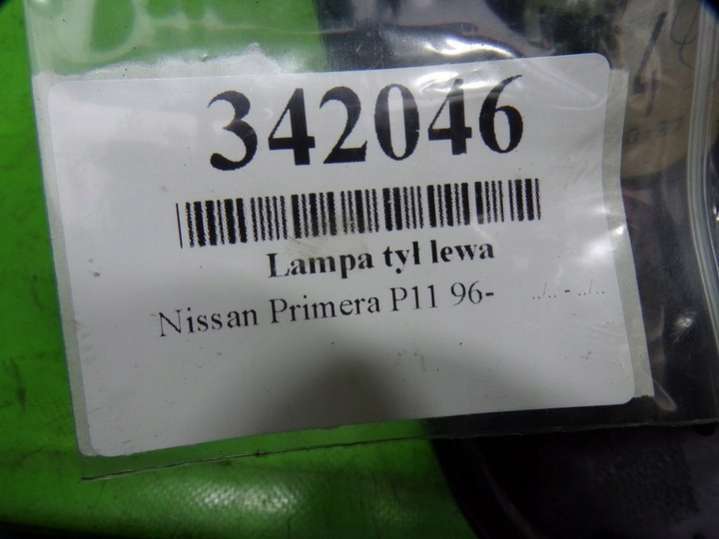 342046
Lampa tył lewa
Nissan Primera P11 96- ../.. - ../..